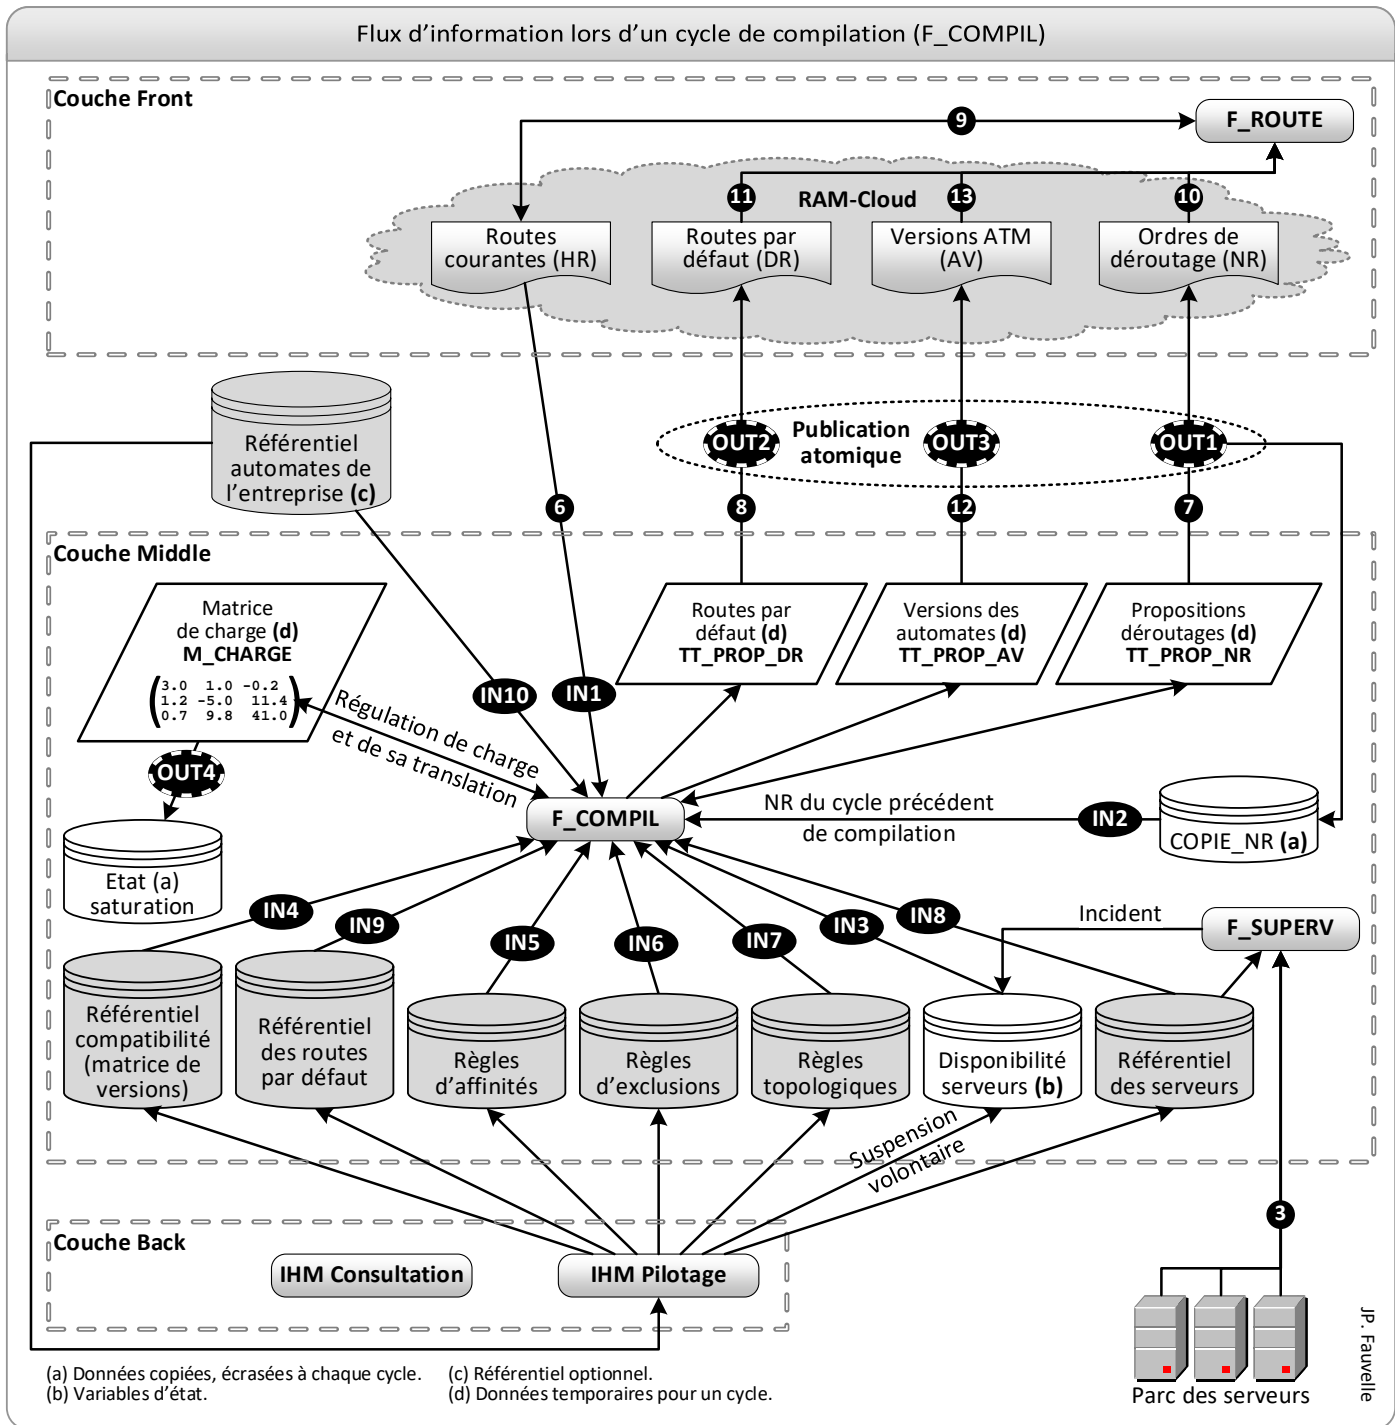 Flux d’information lors d’un cycle de compilation (F_COMPIL)
Couche Front
9
F_ROUTE
11
RAM-Cloud
13
10
Routes
courantes (HR)
Routes par
défaut (DR)
Versions ATM
(AV)
Ordres de
déroutage (NR)
Référentiel
automates de
l’entreprise (c)
OUT2
Publication
atomique
OUT3
OUT1
6
8
12
7
Couche Middle
Matrice
de charge (d)
M_CHARGE
3.0 1.0 -0.2
1.2 -5.0 11.4
0.7 9.8 41.0
Routes par
défaut (d)
TT_PROP_DR
Versions des
automates (d)
TT_PROP_AV
Propositions
déroutages (d)
TT_PROP_NR
IN10
IN1
Régulation de charge
et de sa translation
OUT4
F_COMPIL
NR du cycle précédent
de compilation
IN2
COPIE_NR (a)
Etat (a)
saturation
IN4
IN9
IN5
IN6
IN7
IN3
IN8
Incident
F_SUPERV
Référentiel
compatibilité
(matrice de
versions)
Référentiel
des routes
par défaut
Règles
d’affinités
Règles
d’exclusions
Règles
topologiques
Disponibilité
serveurs (b)
Référentiel
des serveurs
Suspension
volontaire
3
Couche Back
IHM Consultation
IHM Pilotage
Parc des serveurs
JP. Fauvelle
(a) Données copiées, écrasées à chaque cycle.
(b) Variables d’état.
(c) Référentiel optionnel.
(d) Données temporaires pour un cycle.